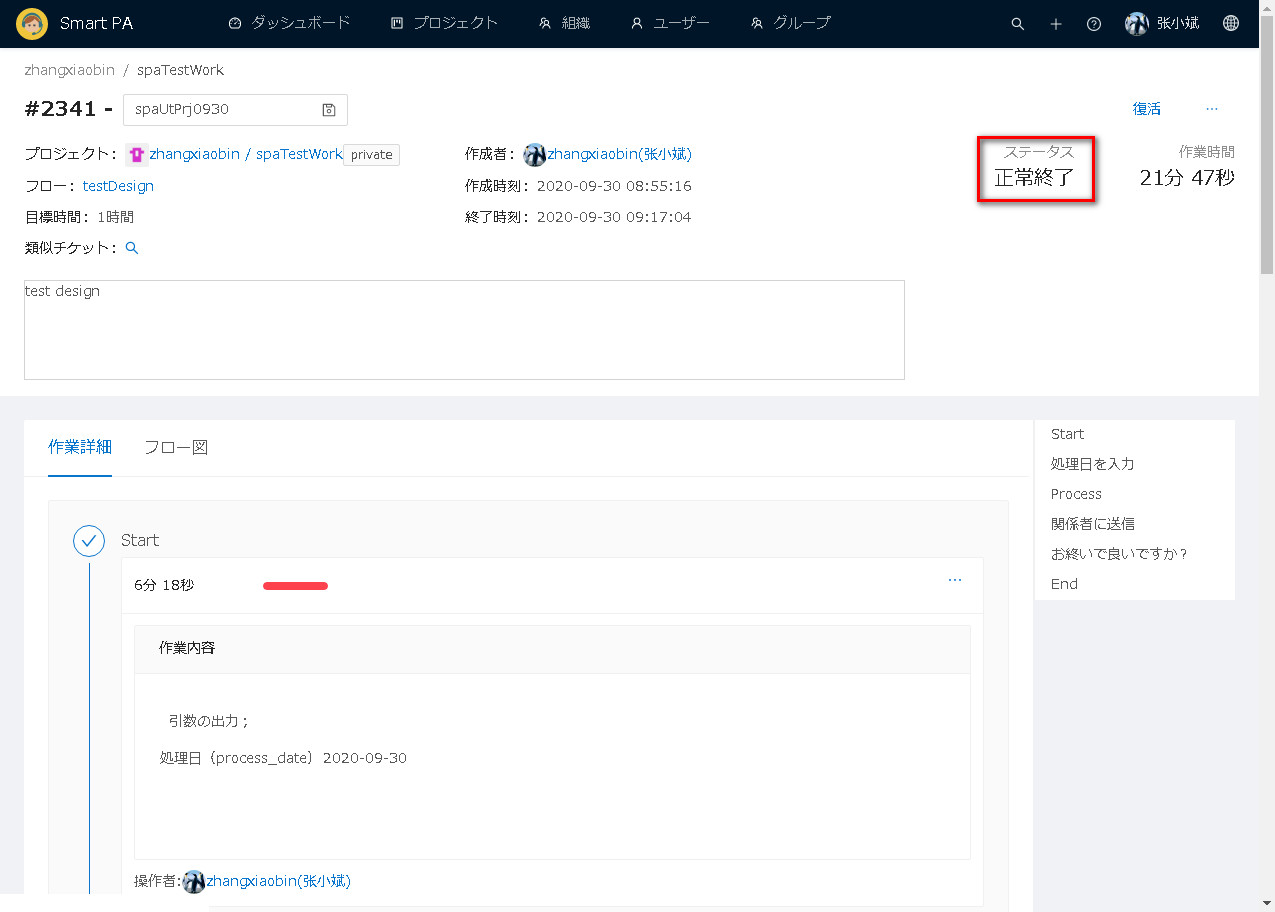 Smart PA ダッシュボード プロジェクト 組織 ユーザー グループ 张小斌
zhangxiaobin / spaTestWork
#2341 - spaUtPrj0930 復活 ...
プロジェクト： zhangxiaobin / spaTestWork private 作成者： zhangxiaobin(张小斌) ステータス 作業時間
フロー： testDesign 作成時刻： 2020-09-30 08:55:16 正常終了 21分 47秒
目標時間： 1時間 終了時刻： 2020-09-30 09:17:04
類似チケット：
test design
作業詳細 フロー図
Start
6分 18秒 ...
作業内容
引数の出力；
処理日（process_date）2020-09-30
操作者:zhangxiaobin(张小斌)
Start
処理日を入力
Process
関係者に送信
お終いで良いですか？
End